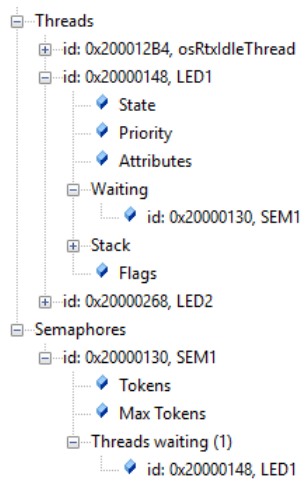 Threads
id: 0x200012B4, osRtxIdleThread
id: 0x20000148, LED1
State
Priority
Attributes
Waiting
id: 0x20000130, SEM1
Stack
Flags
id: 0x20000268, LED2
Semaphores
id: 0x20000130, SEM1
Tokens
Max Tokens
Threads waiting (1)
id: 0x20000148, LED1